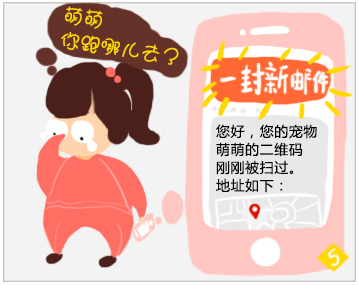 萌萌
你跑哪儿去？
一封新邮件
您好，您的宠物
萌萌的二维码
刚刚被扫过。
地址如下：
5